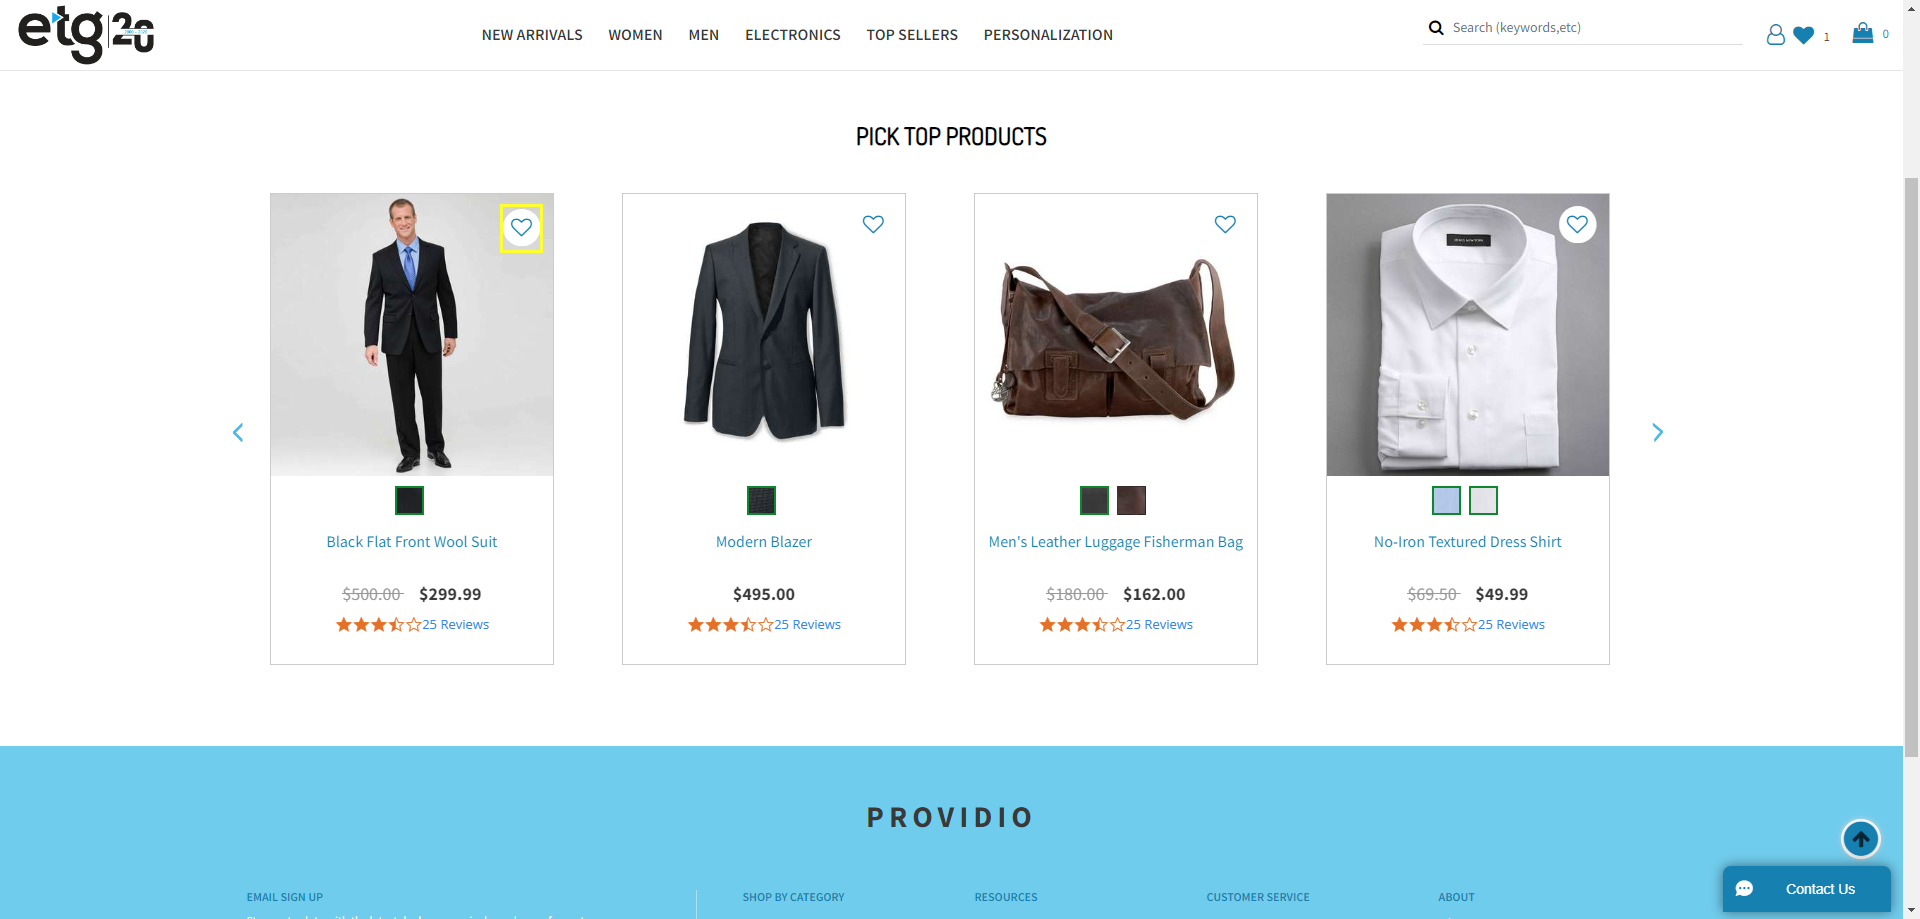 etg 20
NEW ARRIVALS WOMEN MEN ELECTRONICS TOP SELLERS PERSONALIZATION
Search (keywords,etc)
1
0
PICK TOP PRODUCTS
Black Flat Front Wool Suit
$500.00 $299.99
25 Reviews
Modern Blazer
$495.00
25 Reviews
Men's Leather Luggage Fisherman Bag
$180.00 $162.00
25 Reviews
No-Iron Textured Dress Shirt
$69.50 $49.99
25 Reviews
PROVIDIO
EMAIL SIGN UP
SHOP BY CATEGORY
RESOURCES
CUSTOMER SERVICE
ABOUT
Contact Us